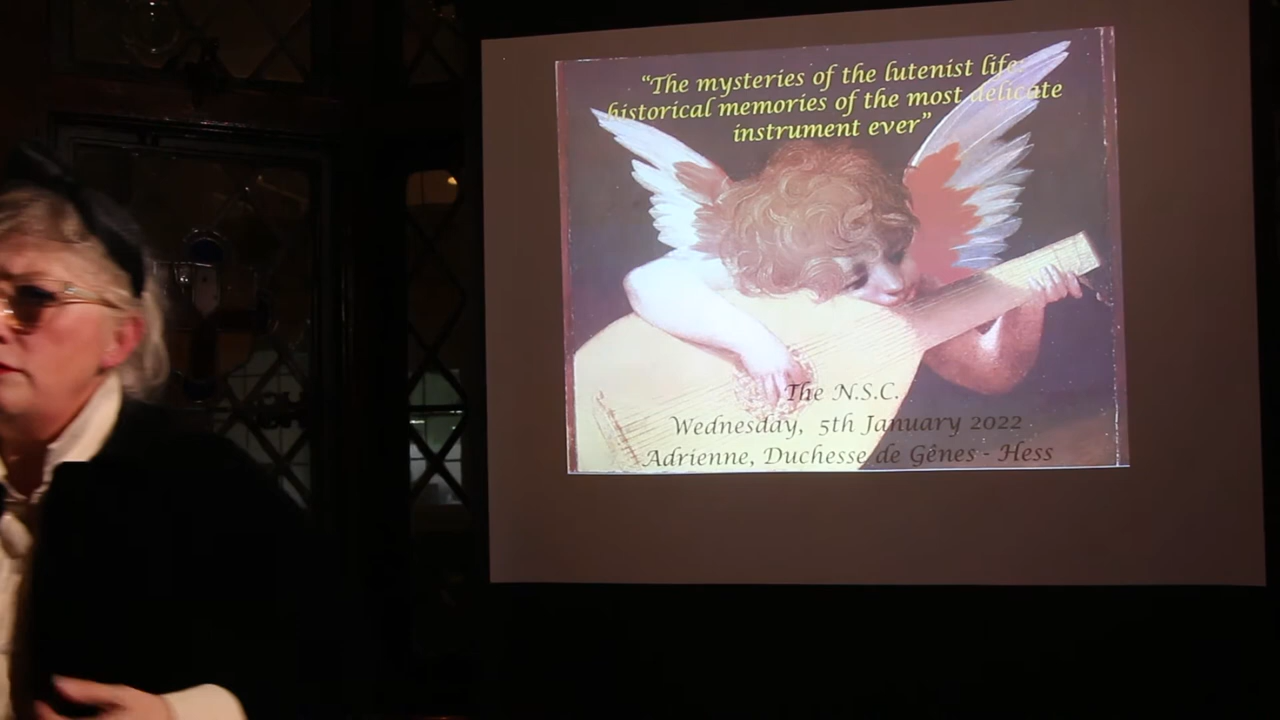 “The mysteries of the lutenist life:
historical memories of the most delicate
instrument ever”
The N.S.C.
Wednesday, 5th January 2022
Adrienne, Duchesse de Gênes - Hess